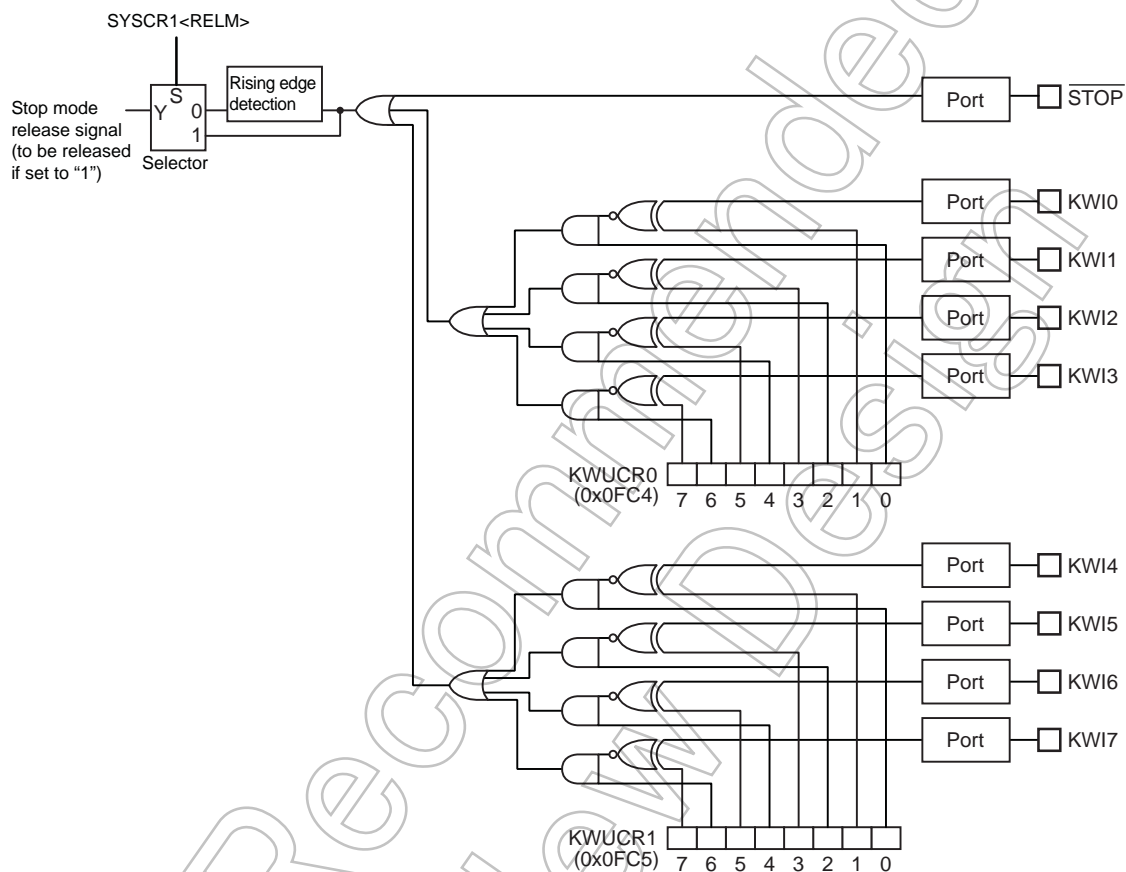 SYSCR1<RELM>
Stop mode
release signal
(to be released
if set to “1”)
S
Y
0
1
Selector
Rising edge
detection
Port
STOP
Port
KWI0
Port
KWI1
Port
KWI2
Port
KWI3
KWUCR0
(0x0FC4)
7 6 5 4 3 2 1 0
Port
KWI4
Port
KWI5
Port
KWI6
Port
KWI7
KWUCR1
(0x0FC5)
7 6 5 4 3 2 1 0
Recommended
New Design